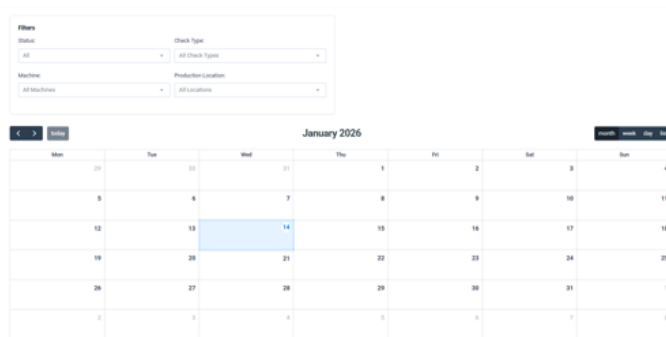 Filters
Status:
Check Type:
All
All Check Types
Machine:
Production Location:
All Machines
All Locations
today
January 2026
month week day
Mon Tue Wed Thu Fri Sat Sun
29 30 31 1 2 3
5 6 7 8 9 10 11
12 13 14 15 16 17 18
19 20 21 22 23 24 25
26 27 28 29 30 31
2 3 4 5 6 7